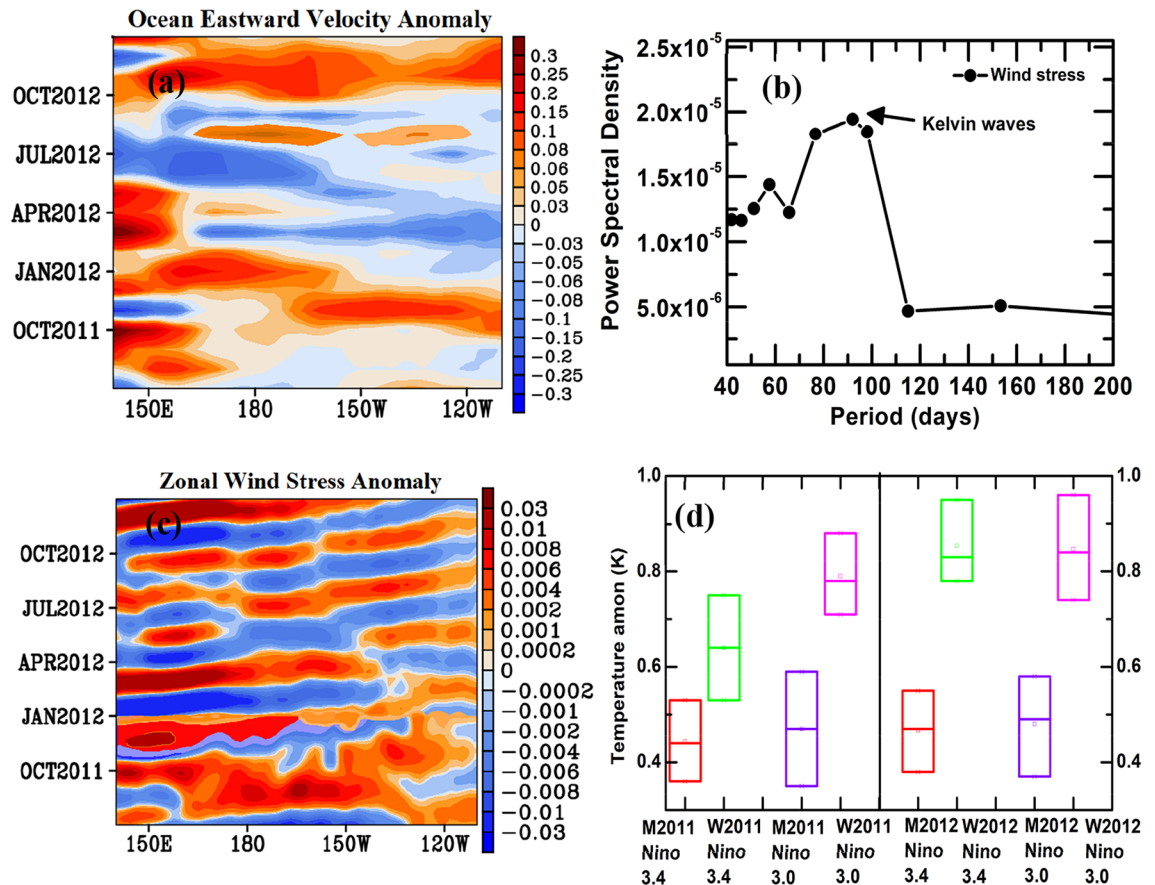 Ocean Eastward Velocity Anomaly
(a)
OCT2012
JUL2012
APR2012
JAN2012
OCT2011
150E 180 150W 120W
0.3
0.25
0.2
0.15
0.1
0.08
0.06
0.05
0.03
0
−0.03
−0.05
−0.06
−0.08
−0.1
−0.15
−0.2
−0.25
−0.3
(b)
Wind stress
Kelvin waves
Power Spectral Density
2.5x10-5
2.0x10-5
1.5x10-5
1.0x10-5
5.0x10-6
40 60 80 100 120 140 160 180 200
Period (days)
Zonal Wind Stress Anomaly
(c)
OCT2012
JUL2012
APR2012
JAN2012
OCT2011
150E 180 150W 120W
0.03
0.01
0.008
0.006
0.004
0.002
0.001
0.0002
0
−0.0002
−0.001
−0.002
−0.004
−0.006
−0.008
−0.01
−0.03
(d)
Temperature amon (K)
1.0
0.8
0.6
0.4
1.0
0.8
0.6
0.4
M2011 W2011 M2011 W2011 M2012 W2012 M2012 W2012
Nino Nino Nino Nino Nino Nino Nino Nino
3.4 3.4 3.0 3.0 3.4 3.4 3.0 3.0